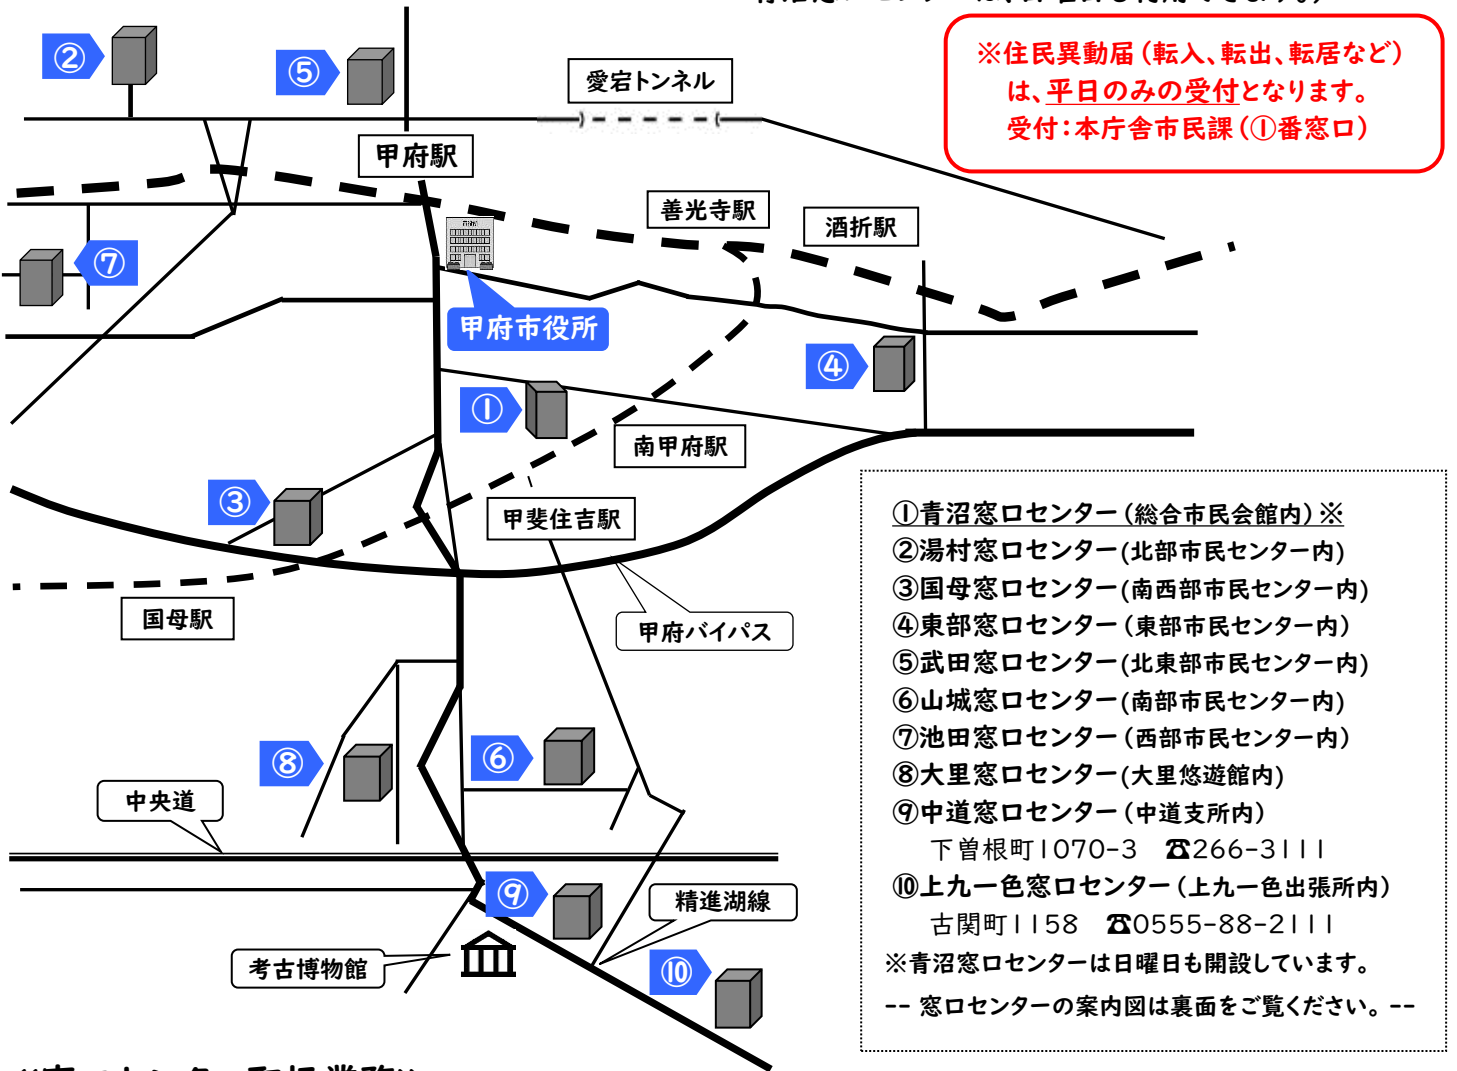 ※住民異動届（転入、転出、転居など）
は、平日のみの受付となります。
受付：本庁舎市民課（①番窓口）
②
⑤
愛宕トンネル
甲府駅
善光寺駅
酒折駅
⑦
甲府市役所
④
①
南甲府駅
③
甲斐住吉駅
国母駅
甲府バイパス
①青沼窓口センター（総合市民会館内）※
②湯村窓口センター(北部市民センター内)
③国母窓口センター(南西部市民センター内)
④東部窓口センター（東部市民センター内）
⑤武田窓口センター(北東部市民センター内)
⑥山城窓口センター(南部市民センター内)
⑦池田窓口センター（西部市民センター内）
⑧大里窓口センター(大里悠遊館内)
⑨中道窓口センター（中道支所内）
下曽根町1070-3 ☎266-3111
⑩上九一色窓口センター（上九一色出張所内）
古関町1158 ☎0555-88-2111
※青沼窓口センターは日曜日も開設しています。
-- 窓口センターの案内図は裏面をご覧ください。--
⑧
⑥
中央道
⑨
精進湖線
考古博物館
⑩